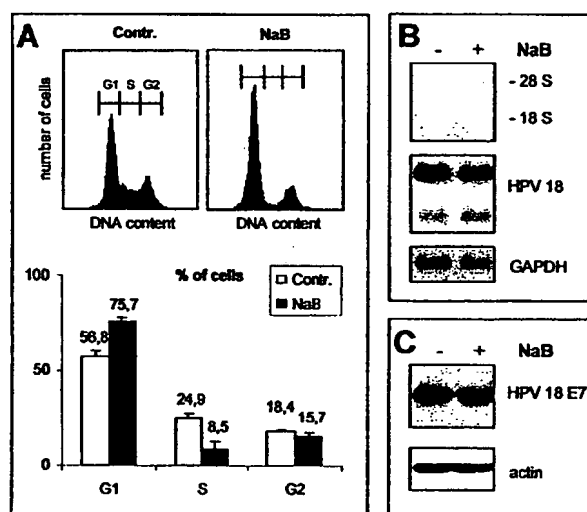 A
Contr.
NaB
number of cells
G1 S G2
DNA content
DNA content
% of cells
Contr.
NaB
100
50
0
56,8
75,7
24,9
8,5
18,4
15,7
G1
S
G2
B
- + NaB
- 28 S
- 18 S
HPV 18
GAPDH
C
- + NaB
HPV 18 E7
actin